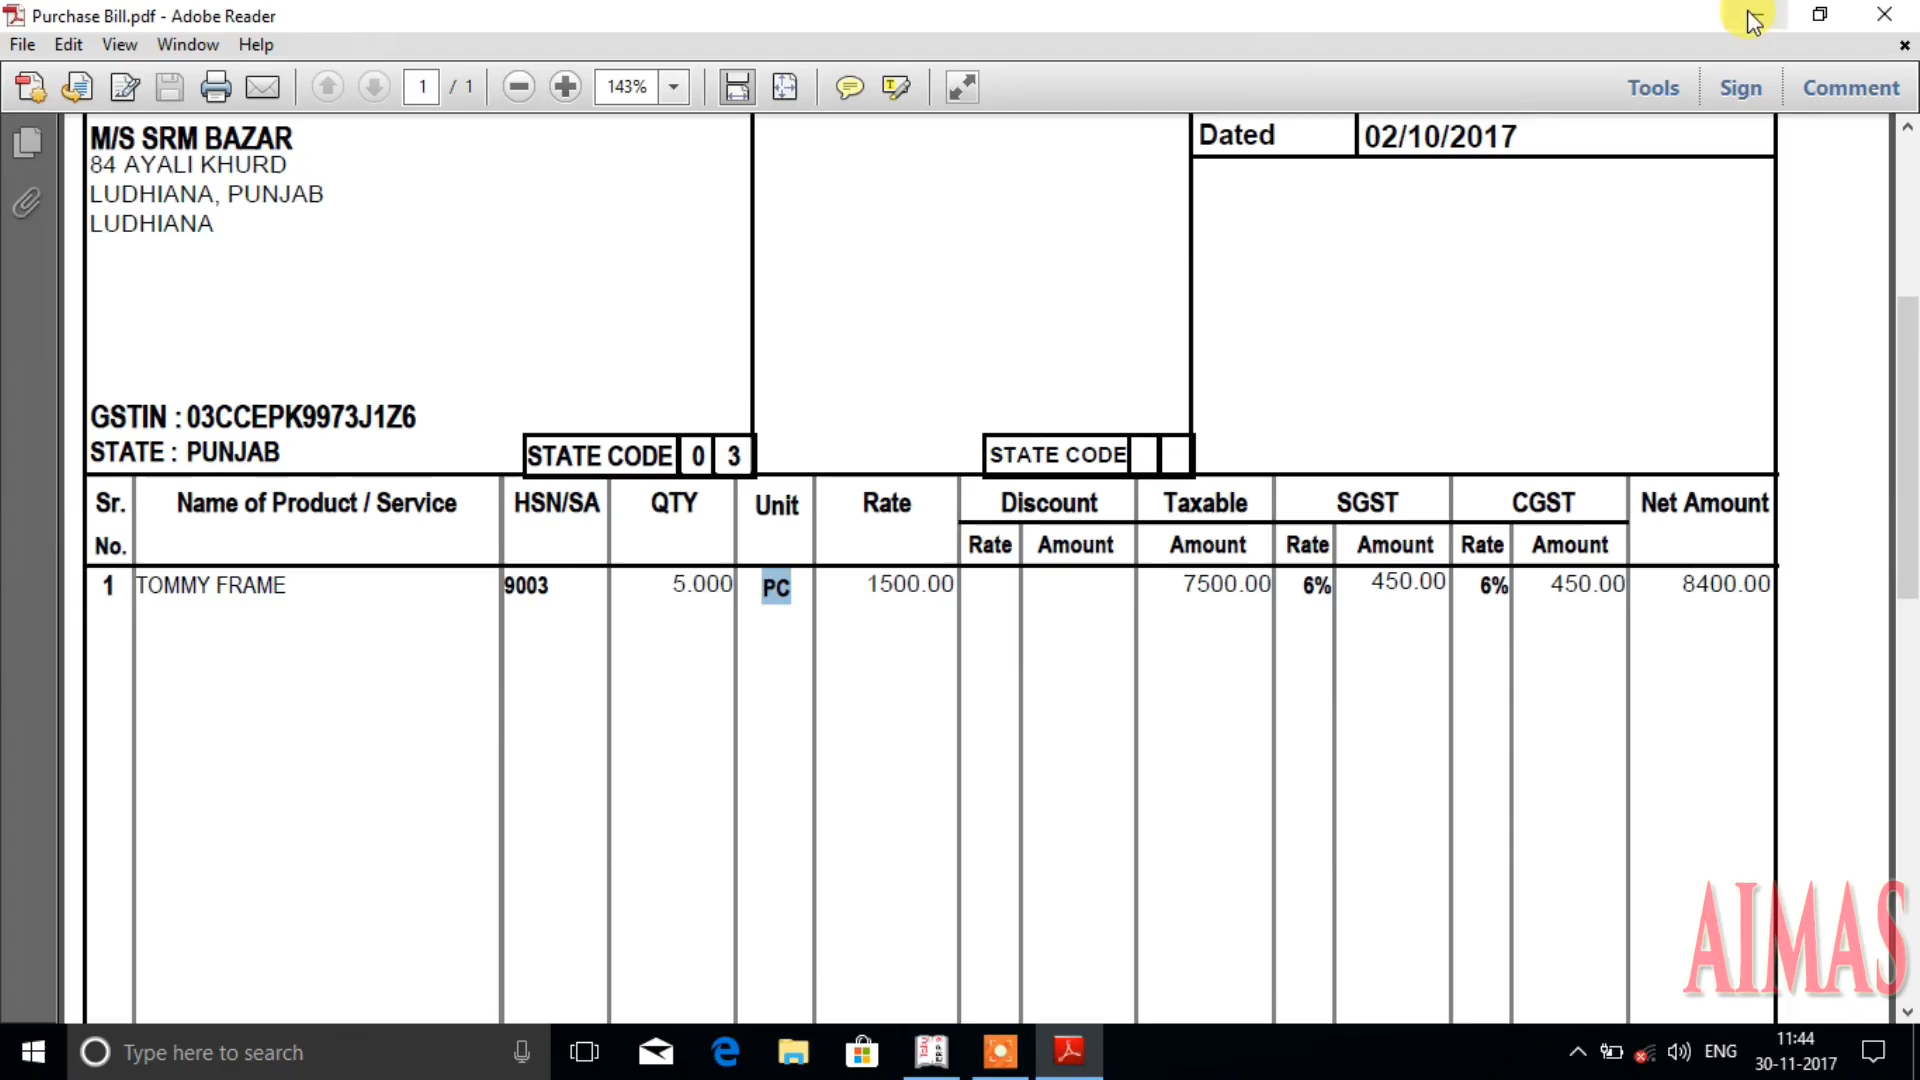 Purchase Bill.pdf - Adobe Reader
File Edit View Window Help
1 / 1 143% Tools Sign Comment
M/S SRM BAZAR
84 AYALI KHURD
LUDHIANA, PUNJAB
LUDHIANA
Dated 02/10/2017
GSTIN : 03CCEPK9973J1Z6
STATE : PUNJAB
STATE CODE 0 3
STATE CODE
Sr. Name of Product / Service HSN/SA QTY Unit Rate Discount Taxable SGST CGST Net Amount
No. Rate Amount Amount Rate Amount Rate Amount
1 TOMMY FRAME 9003 5.000 PC 1500.00 7500.00 6% 450.00 6% 450.00 8400.00
AIMAS
Type here to search
ENG
11:44
30-11-2017